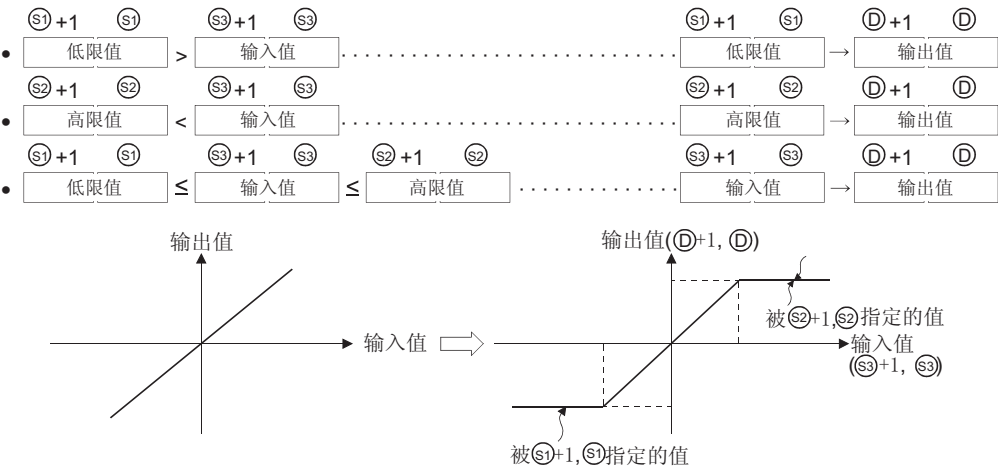 S1+1 S1 S3+1 S3 S1+1 S1 D+1 D
• 低限值 > 输入值 ································ 低限值 → 输出值
S2+1 S2 S3+1 S3 S2+1 S2 D+1 D
• 高限值 < 输入值 ································ 高限值 → 输出值
S1+1 S1 S3+1 S3 S2+1 S2 S3+1 S3 D+1 D
• 低限值 ≤ 输入值 ≤ 高限值 ··············· 输入值 → 输出值
输出值
输入值
输出值(D+1, D)
被S2+1,S2指定的值
输入值
(S3+1, S3)
被S1+1,S1指定的值